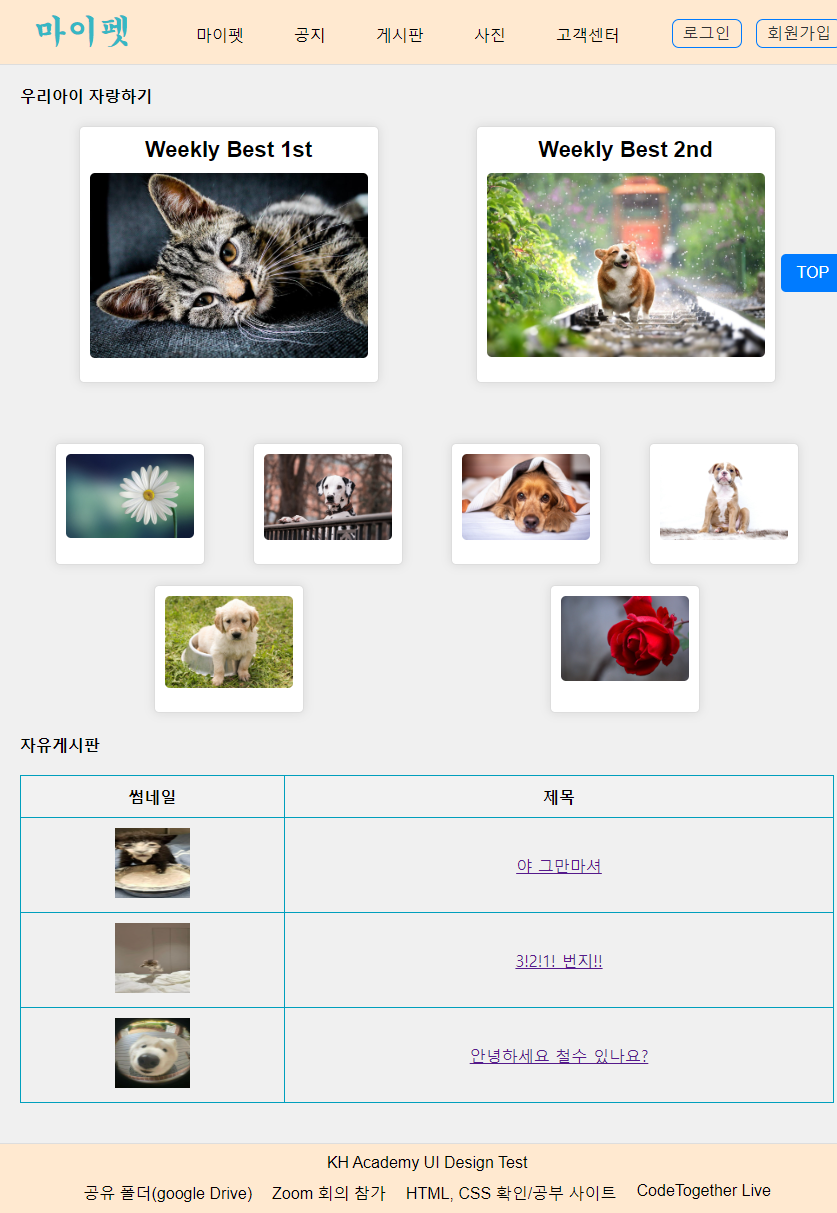 마이펫 마이펫 공지 게시판 사진 고객센터 로그인 회원가입
우리아이 자랑하기
Weekly Best 1st Weekly Best 2nd
TOP
자유게시판
썸네일 제목
야 그만마셔
3!2!1! 번지!!
안녕하세요 철수 있나요?
KH Academy UI Design Test
공유 폴더(google Drive) Zoom 회의 참가 HTML, CSS 확인/공부 사이트 CodeTogether Live